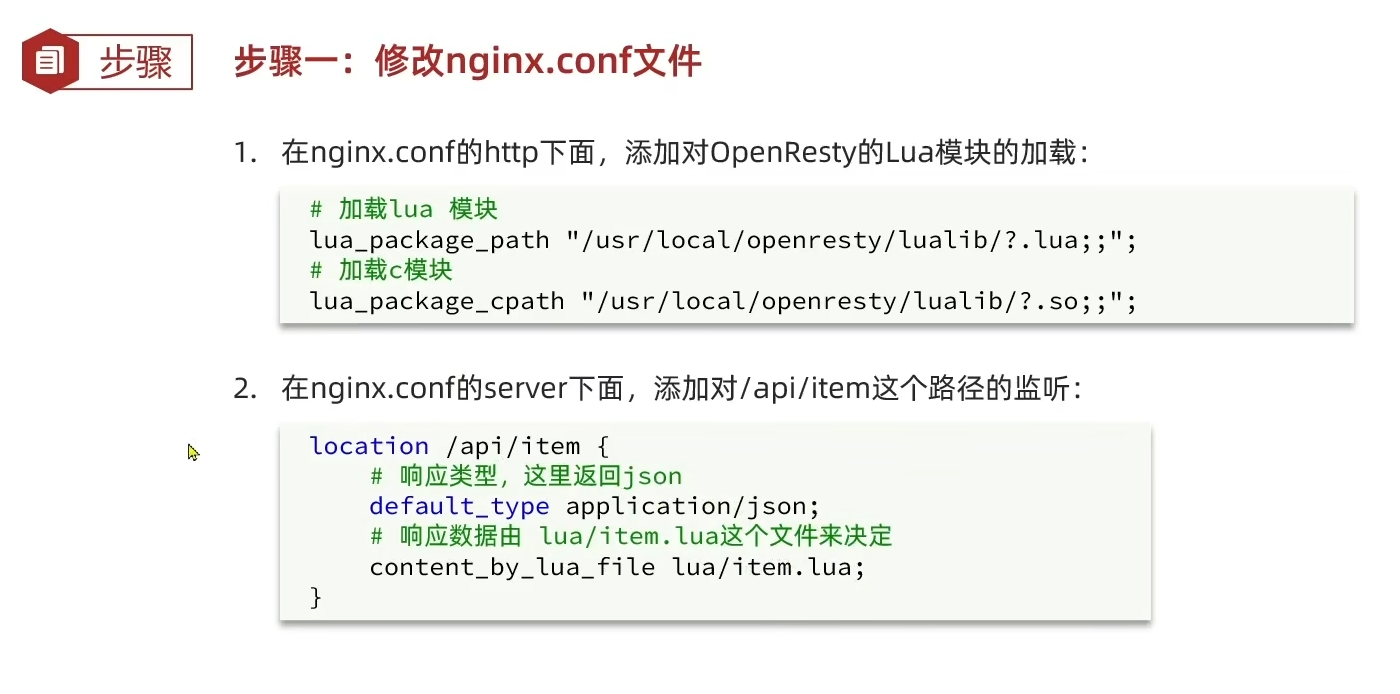 步骤
步骤一：修改nginx.conf文件
1. 在nginx.conf的http下面，添加对OpenResty的Lua模块的加载：
# 加载lua 模块
lua_package_path "/usr/local/openresty/lualib/?.lua;;";
# 加载c模块
lua_package_cpath "/usr/local/openresty/lualib/?.so;;";
2. 在nginx.conf的server下面，添加对/api/item这个路径的监听：
location /api/item {
    # 响应类型，这里返回json
    default_type application/json;
    # 响应数据由 lua/item.lua这个文件来决定
    content_by_lua_file lua/item.lua;
}